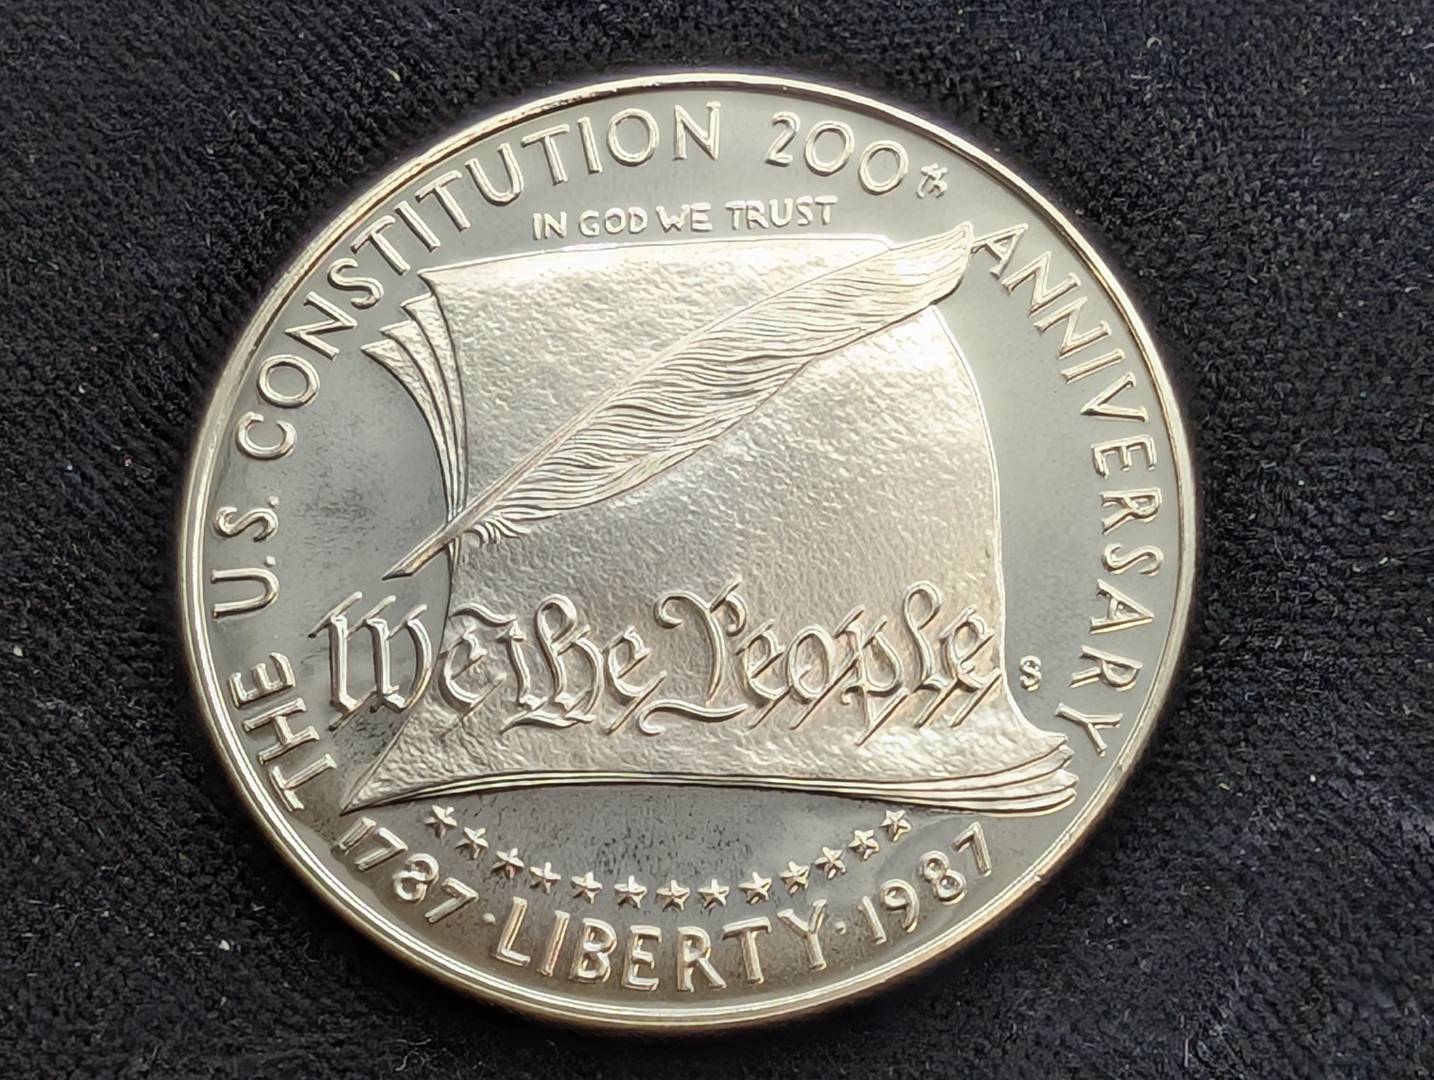 THE U.S. CONSTITUTION 200th ANNIVERSARY
IN GOD WE TRUST
We the People
S
1787 · LIBERTY · 1987